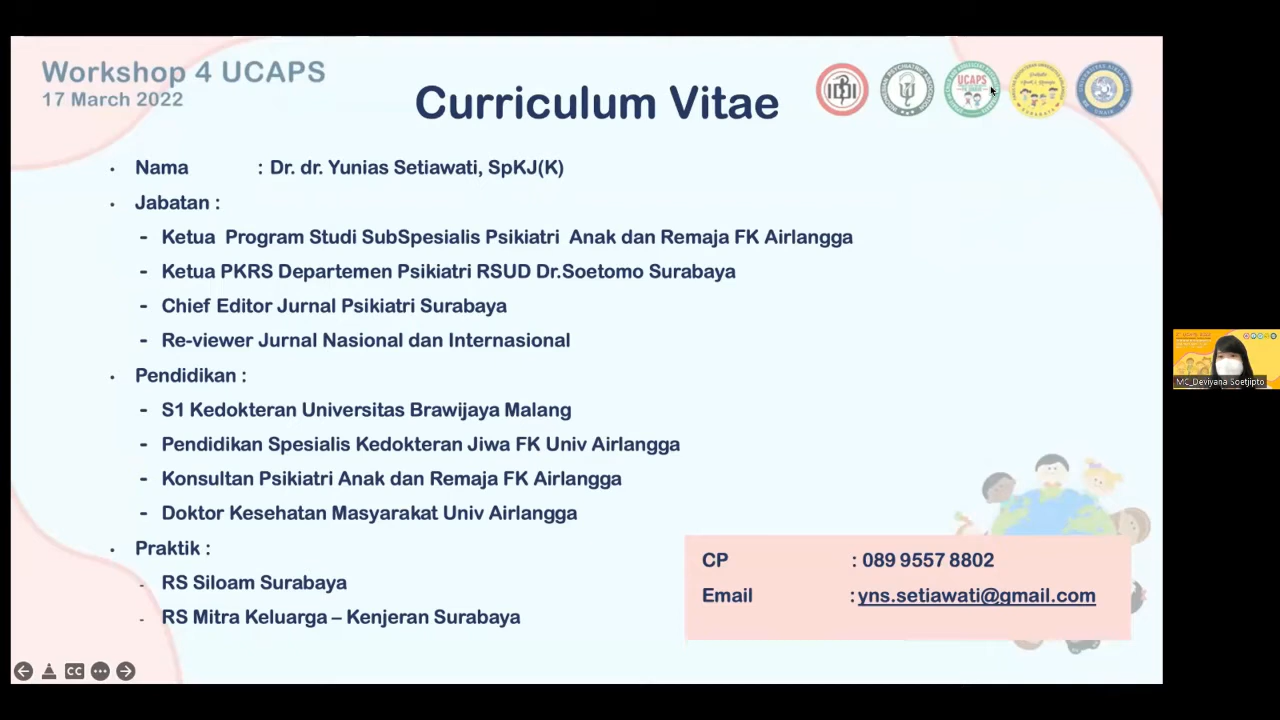 Workshop 4 UCAPS
17 March 2022
Curriculum Vitae
UCAPS
• Nama : Dr. dr. Yunias Setiawati, SpKJ(K)
• Jabatan :
- Ketua Program Studi SubSpesialis Psikiatri Anak dan Remaja FK Airlangga
- Ketua PKRS Departemen Psikiatri RSUD Dr.Soetomo Surabaya
- Chief Editor Jurnal Psikiatri Surabaya
- Re-viewer Jurnal Nasional dan Internasional
• Pendidikan :
- S1 Kedokteran Universitas Brawijaya Malang
- Pendidikan Spesialis Kedokteran Jiwa FK Univ Airlangga
- Konsultan Psikiatri Anak dan Remaja FK Airlangga
- Doktor Kesehatan Masyarakat Univ Airlangga
• Praktik :
- RS Siloam Surabaya
- RS Mitra Keluarga – Kenjeran Surabaya
CP : 089 9557 8802
Email : yns.setiawati@gmail.com
CC
MC_Deviyana Soetjipto